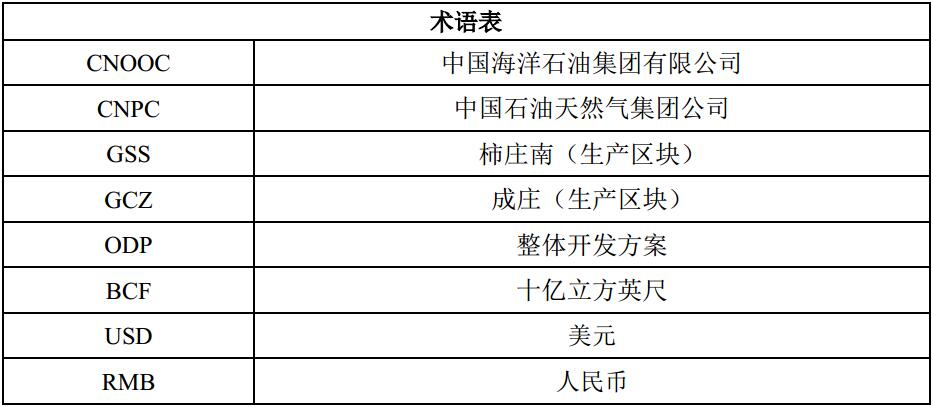 术语表
CNOOC 中国海洋石油集团有限公司
CNPC 中国石油天然气集团公司
GSS 柿庄南（生产区块）
GCZ 成庄（生产区块）
ODP 整体开发方案
BCF 十亿立方英尺
USD 美元
RMB 人民币